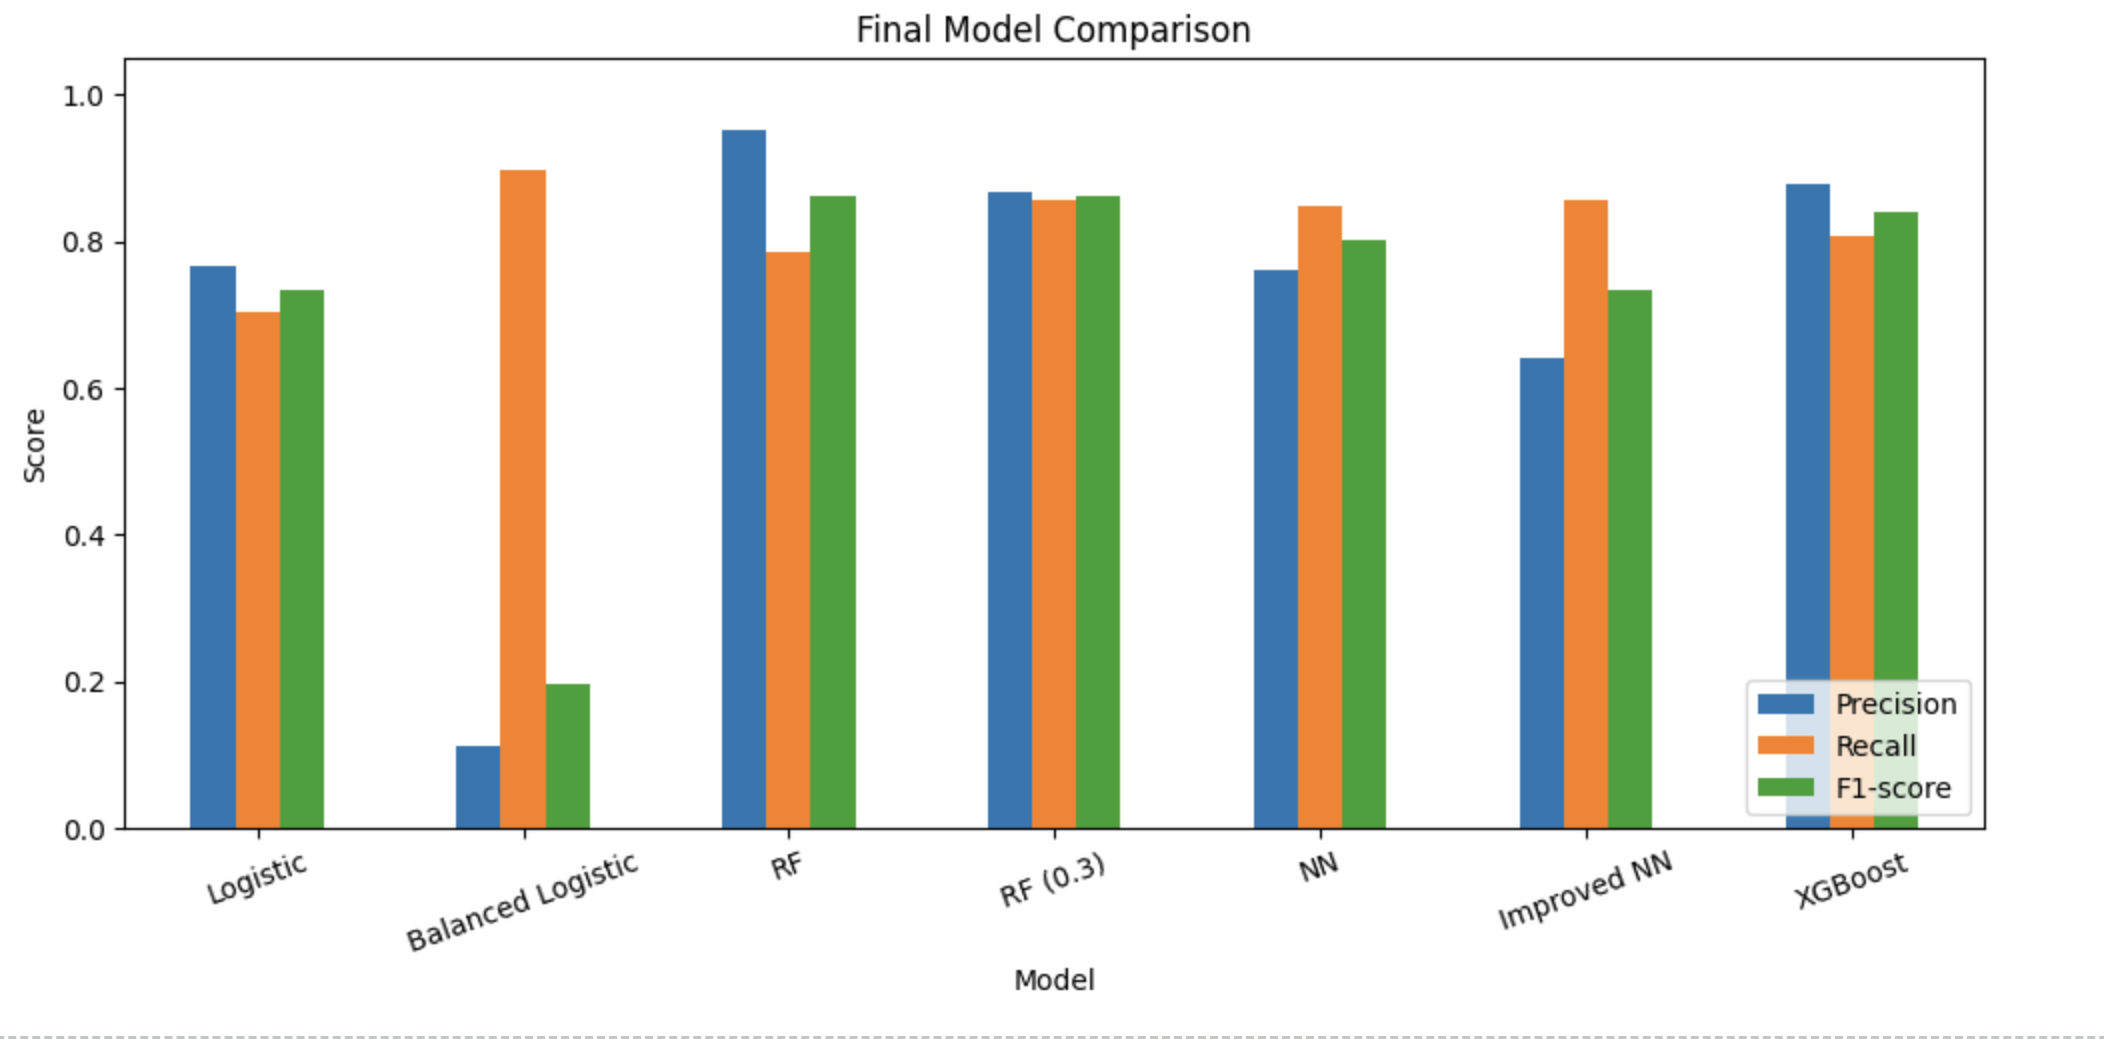 Final Model Comparison
Score
1.0
0.8
0.6
0.4
0.2
0.0
Precision
Recall
F1-score
Logistic
Balanced Logistic
RF
RF (0.3)
NN
Improved NN
XGBoost
Model